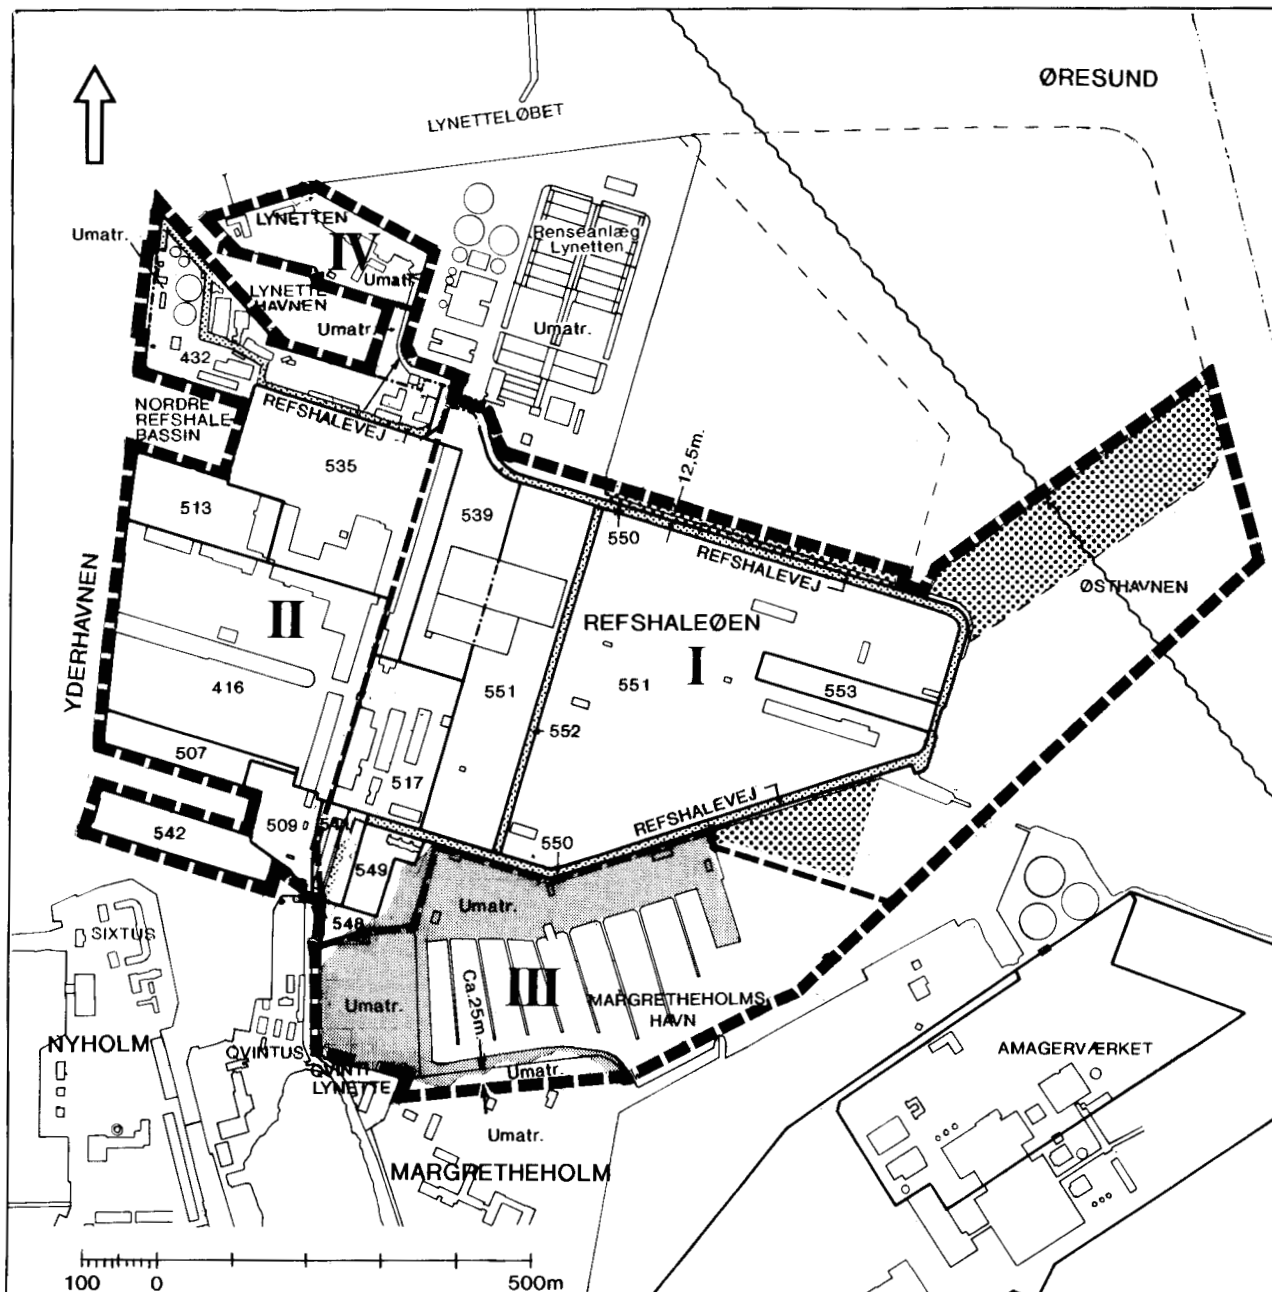 ØRESUND
LYNETTELØBET
LYNETTEN
IV
Umatr.
Umatr.
Renseanlæg
Lynetten
Umatr.
LYNETTE
HAVNEN
Umatr.
432
NORDRE
REFSHALE
BASSIN
REFSHALEVEJ
535
12.5m.
513
539
550
REFSHALEVEJ
ØSTHAVNEN
YDERHAVNEN
II
REFSHALEØEN
I
416
551
551
553
552
507
517
542
509
REFSHALEVEJ
550
549
548
Umatr.
SIXTUS
Ca.25m.
III
Umatr.
MARGRETHEHOLMS
HAVN
NYHOLM
QVINTUS
QVINTI
LYNETTE
Umatr.
AMAGERVÆRKET
Umatr.
MARGRETHEHOLM
100 0 500m